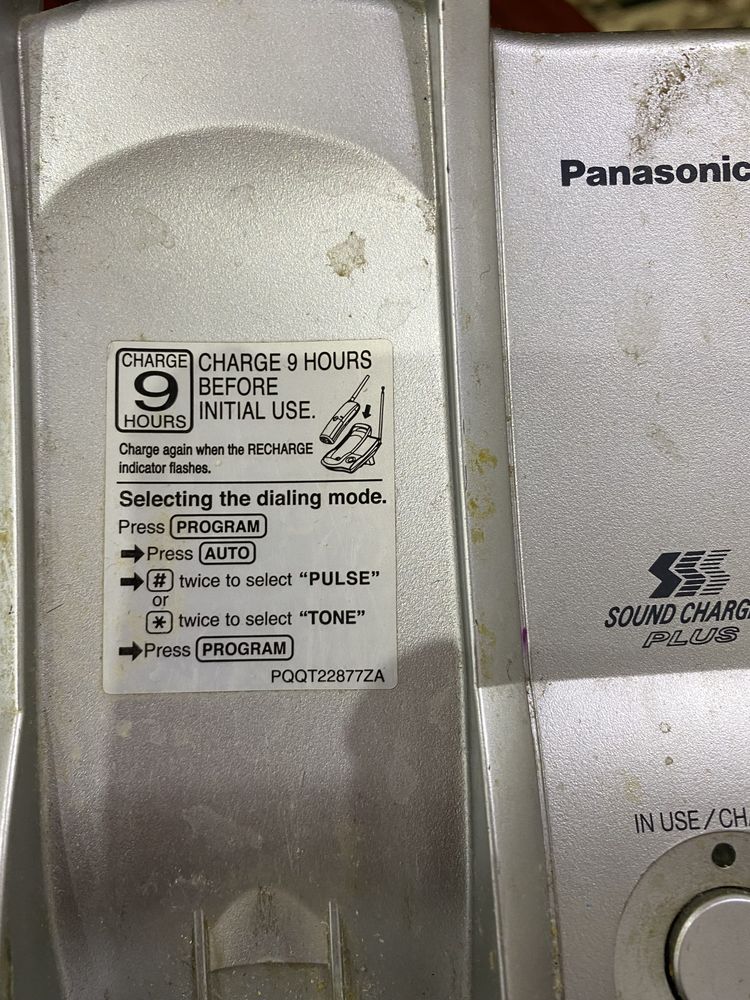 Panasonic
CHARGE
9
HOURS
CHARGE 9 HOURS
BEFORE
INITIAL USE.
Charge again when the RECHARGE
indicator flashes.
Selecting the dialing mode.
Press PROGRAM
➡Press AUTO
➡# twice to select “PULSE”
or
* twice to select “TONE”
➡Press PROGRAM
PQQT22877ZA
SOUND CHARG
PLUS
IN USE/CH